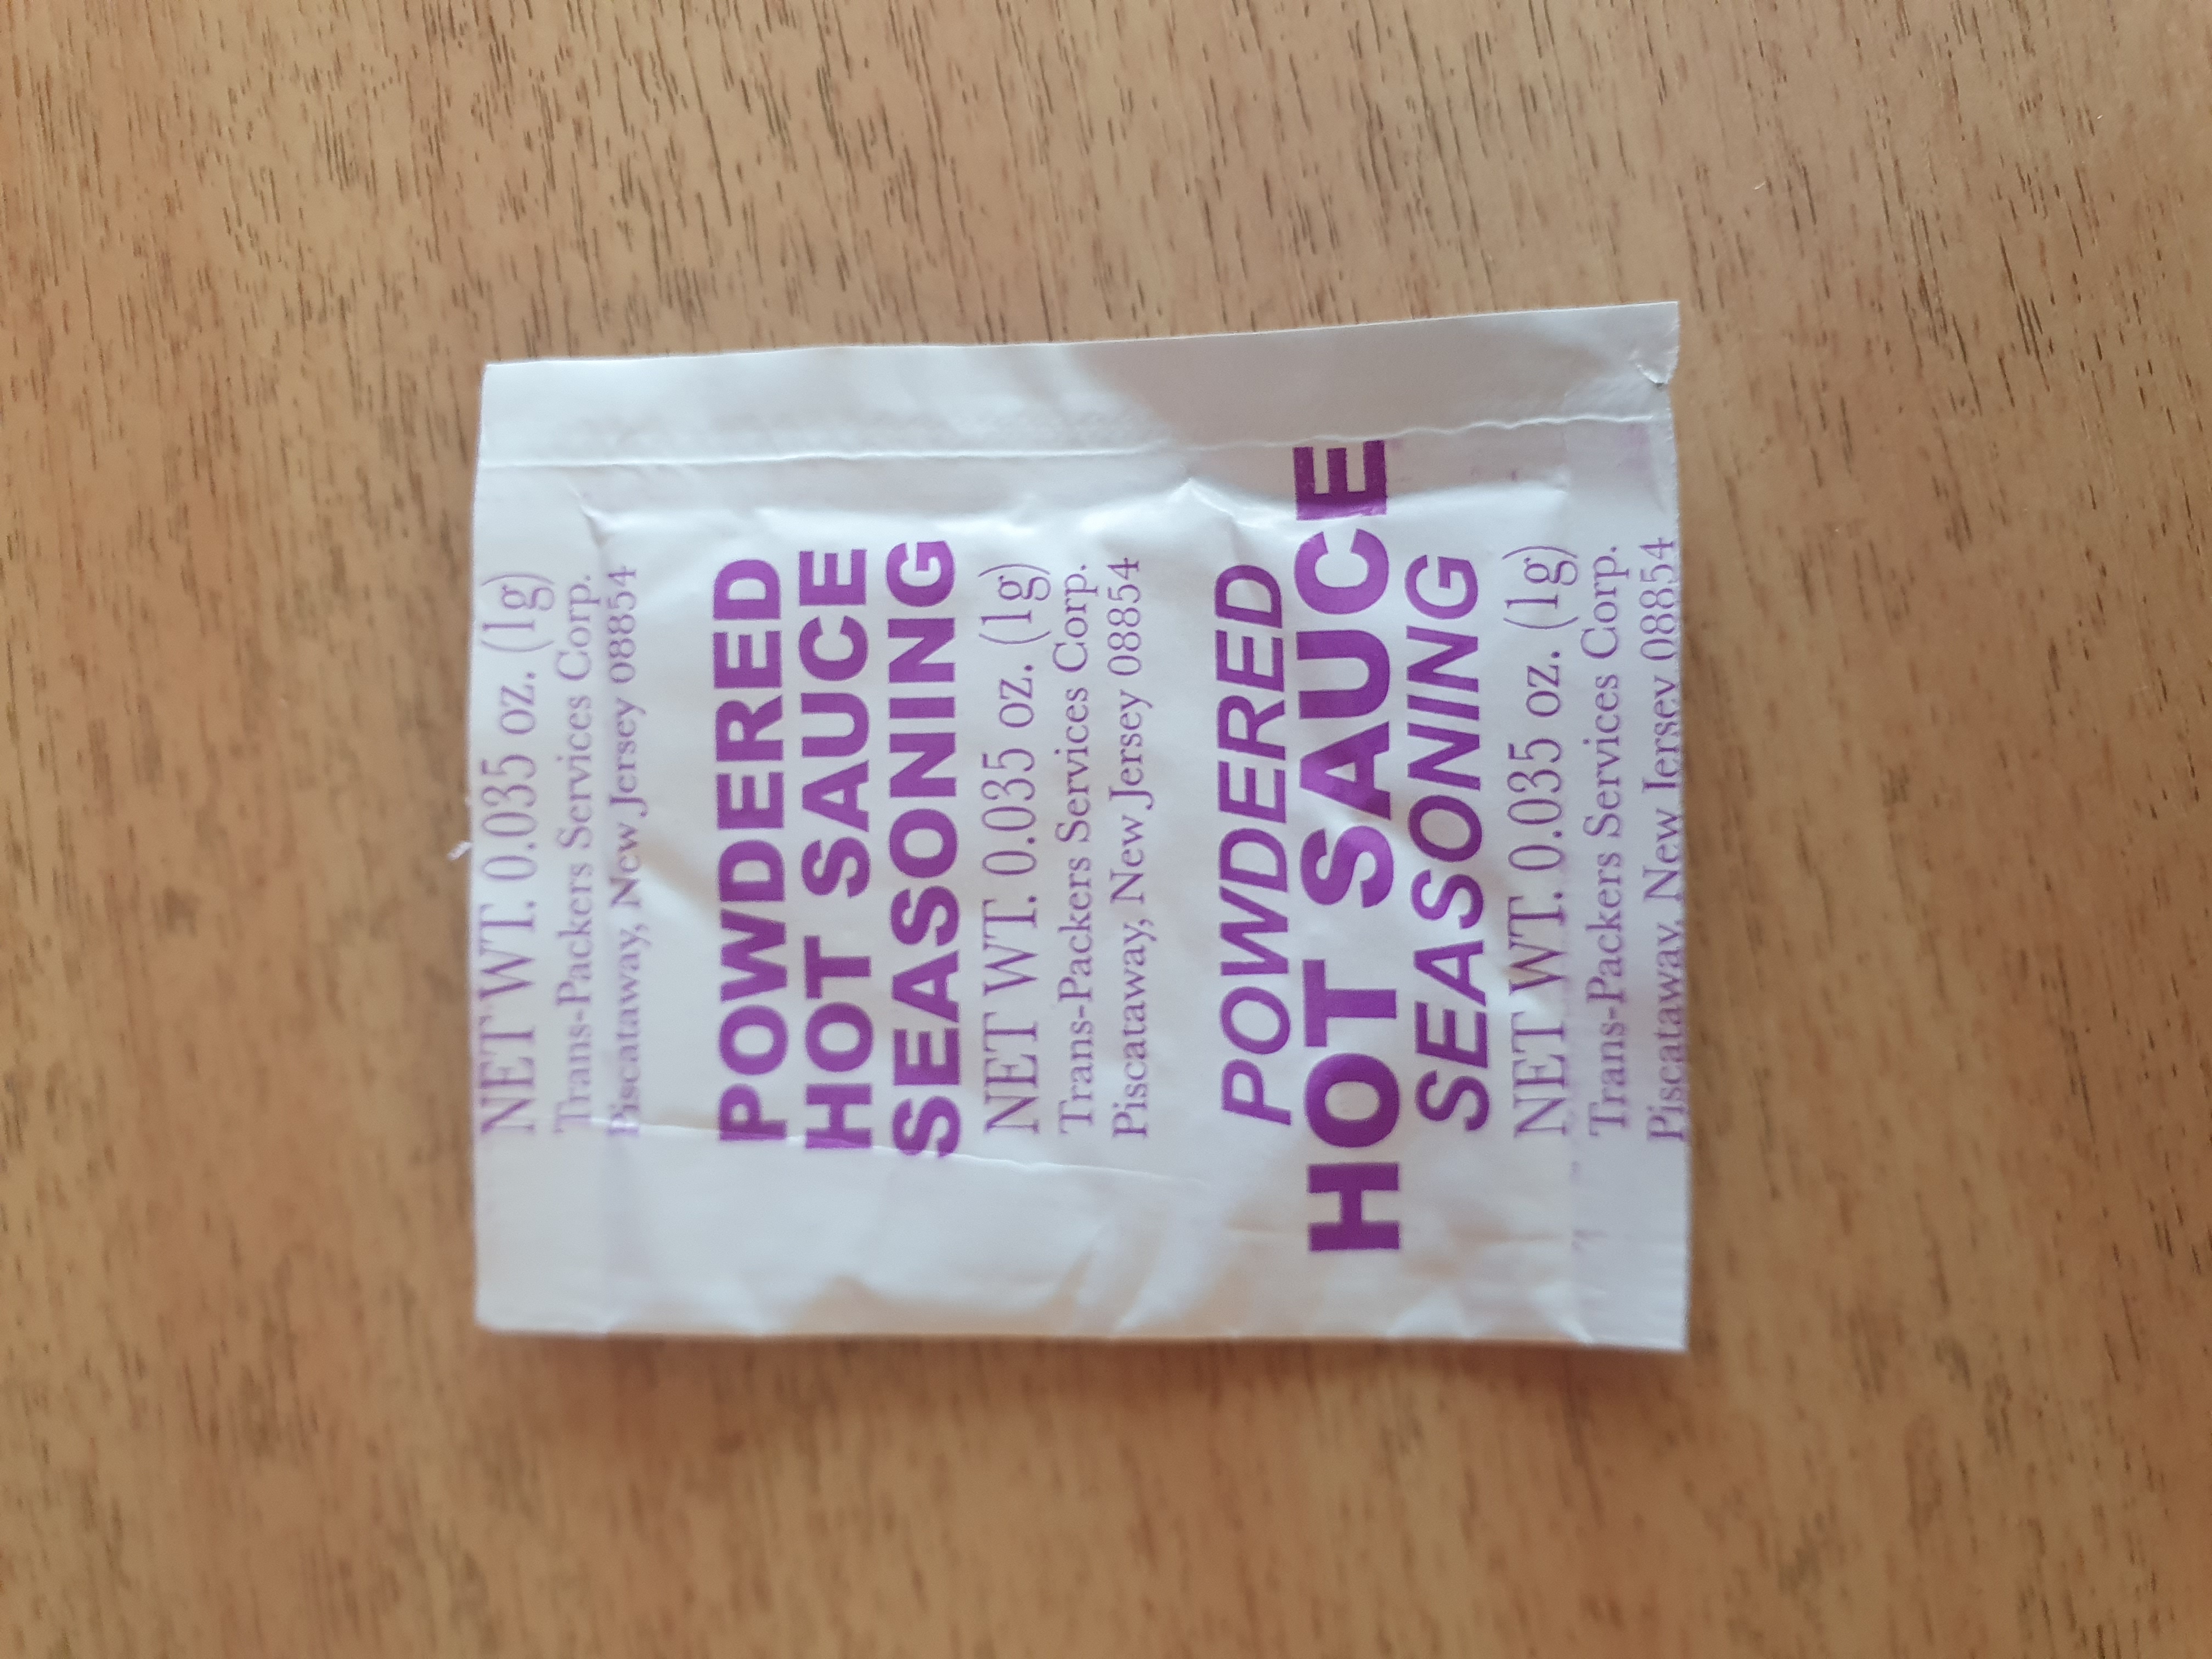 NET WT. 0.035 oz. (1g)
Trans-Packers Services Corp.
Piscataway, New Jersey 08854
POWDERED
HOT SAUCE
SEASONING
NET WT. 0.035 oz. (1g)
Trans-Packers Services Corp.
Piscataway, New Jersey 08854
POWDERED
HOT SAUCE
SEASONING
NET WT. 0.035 oz. (1g)
Trans-Packers Services Corp.
Piscataway, New Jersey 08854